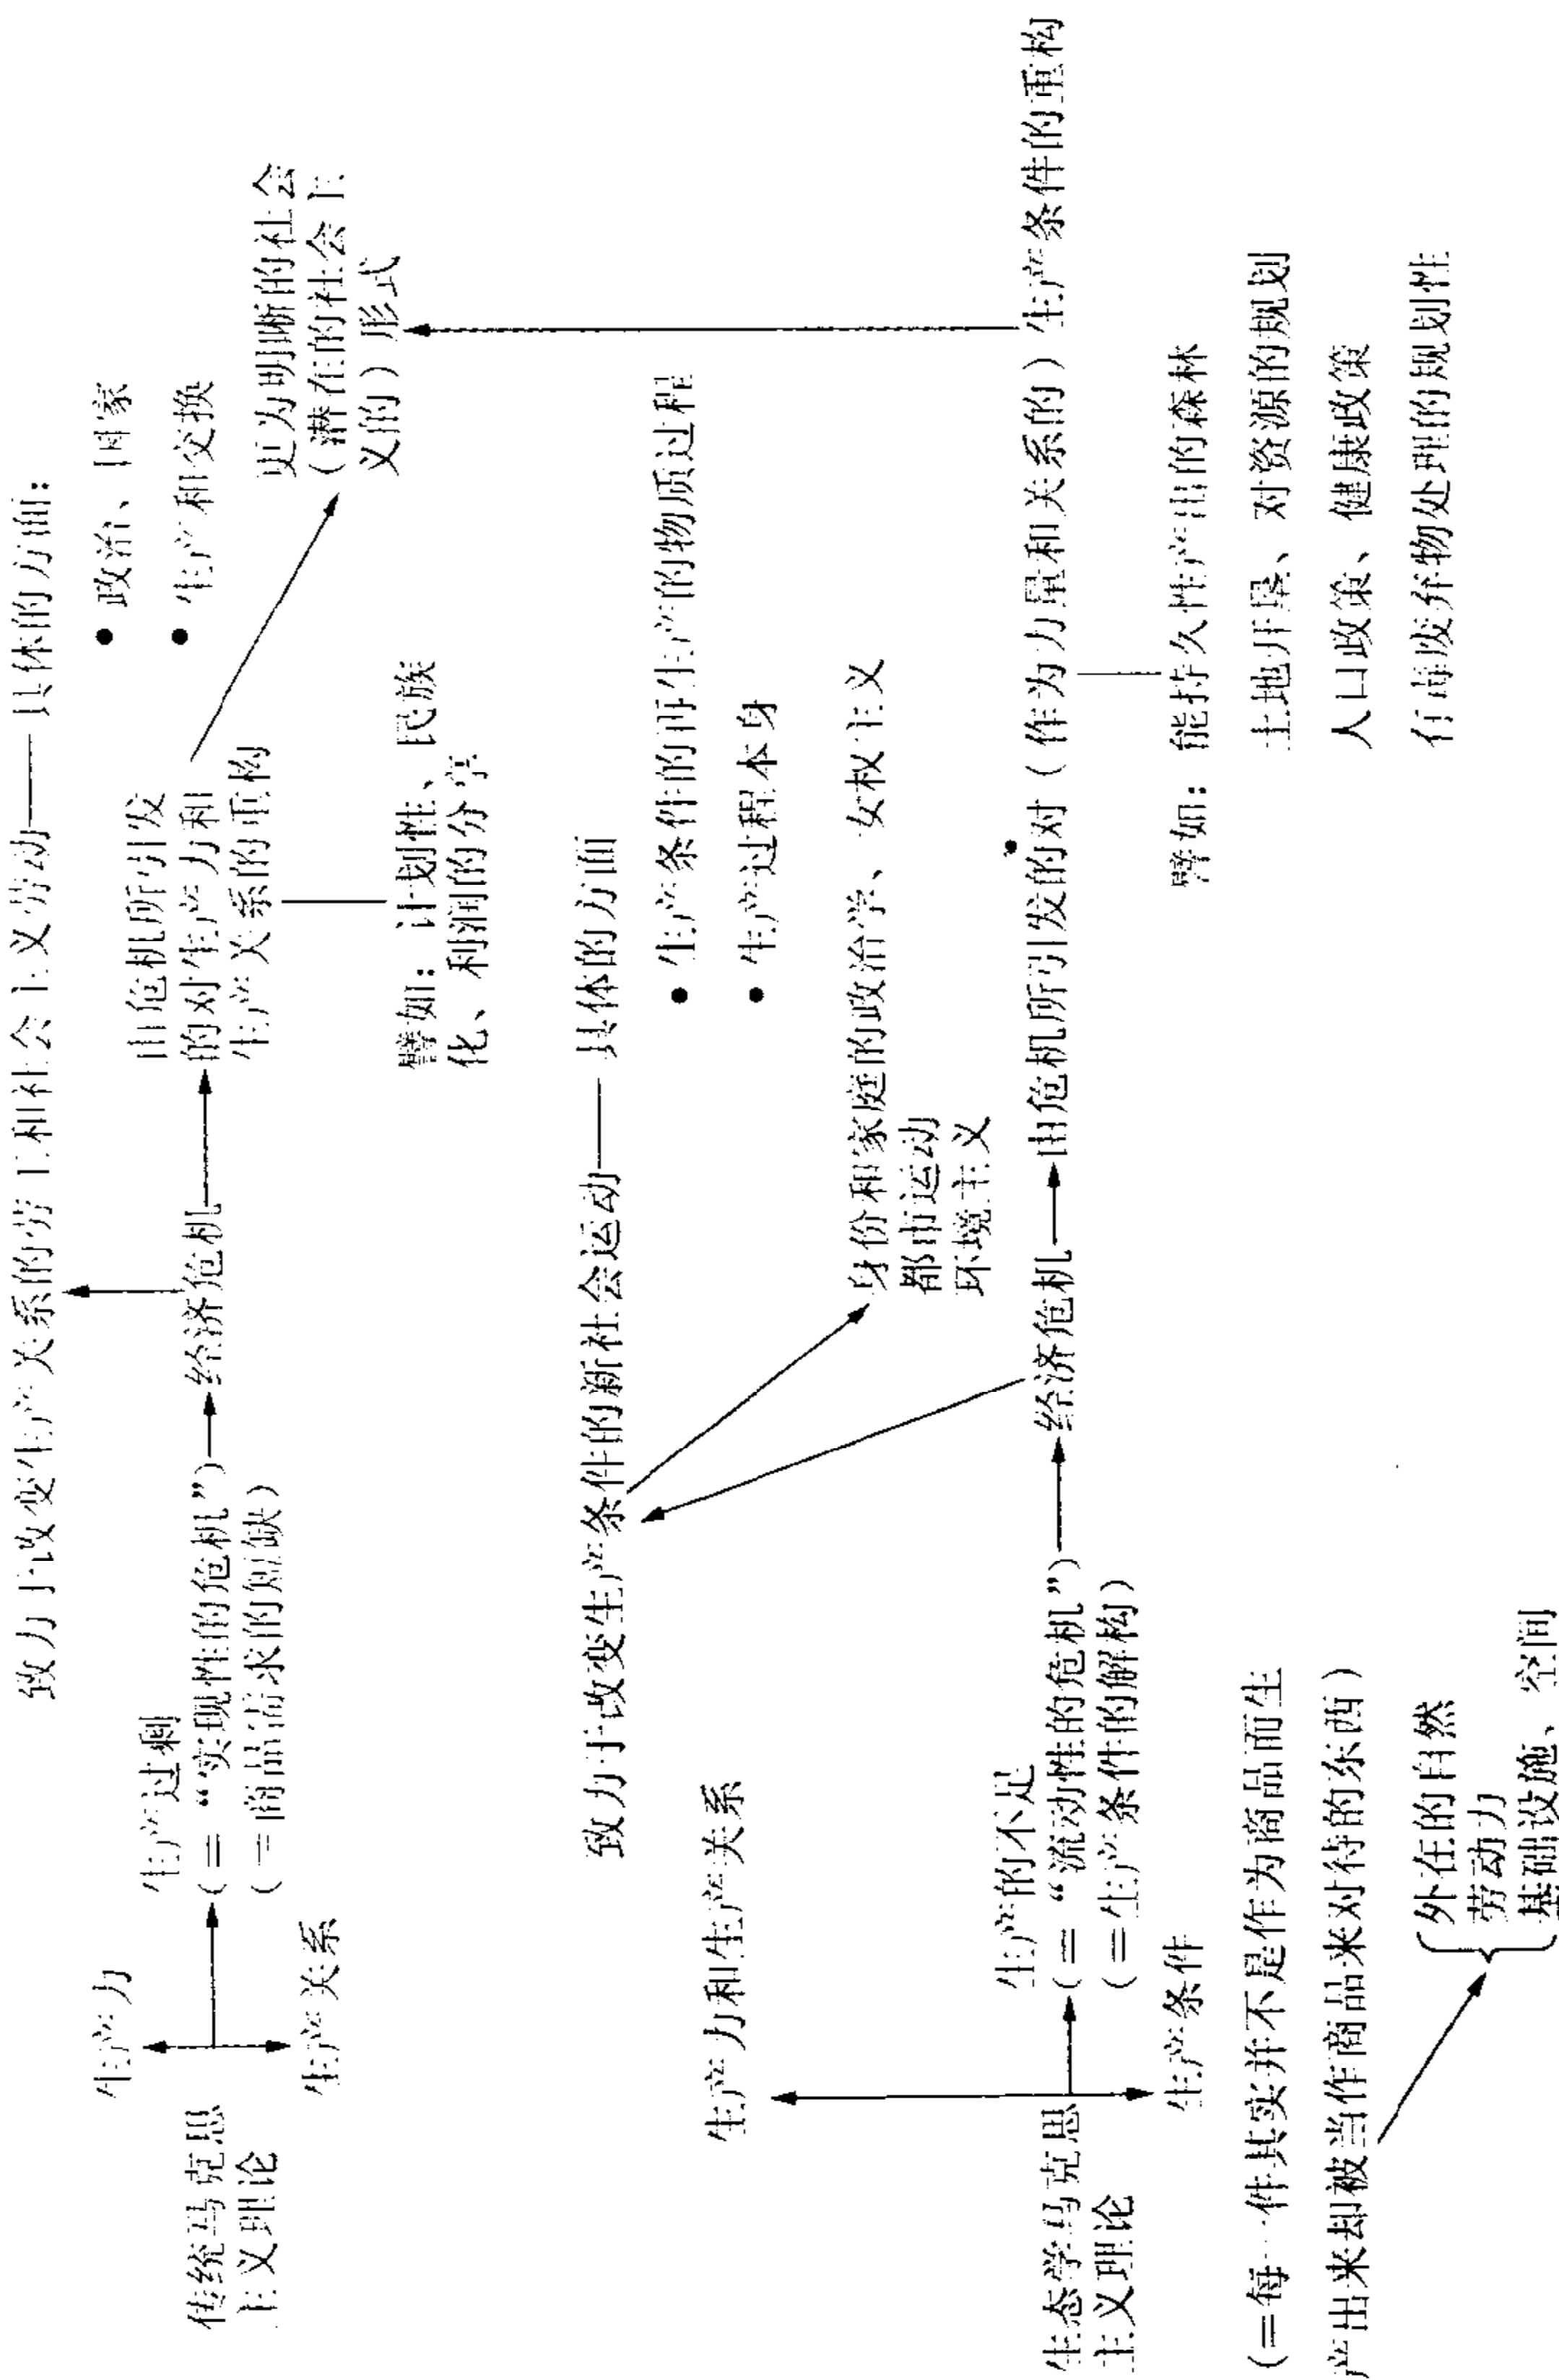 致力于改变生产关系的劳工和社会主义劳动——具体的方面：
• 政治、国家
• 生产和交换
生产力
生产过剩
传统马克思
主义理论
(＝“实现性的危机”)
(＝商品需求的短缺)
生产关系
经济危机
由危机所引发
的对生产力和
生产关系的重构
更为明晰的社会
(潜在的社会主
义的) 形式
譬如：计划性、民族
化、利润的分享
致力于改变生产条件的新社会运动——具体的方面
• 生产条件的再生产的物质过程
• 生产过程本身
生产力和生产关系
身份和家庭的政治学、女权主义
都市运动
环境主义
生态学马克思
主义理论
生产的不足
(＝“流动性的危机”)
(＝生产条件的解构)
生产条件
经济危机
由危机所引发的对（作为力量和关系的）生产条件的重构
譬如：能持久性产出的森林
土地开垦、对资源的规划
人口政策、健康政策
有毒废弃物处理的规划性
(＝每一件其实并不是作为商品而生
产出来却被当作商品来对待的东西)
外在的自然
劳动力
基础设施、空间